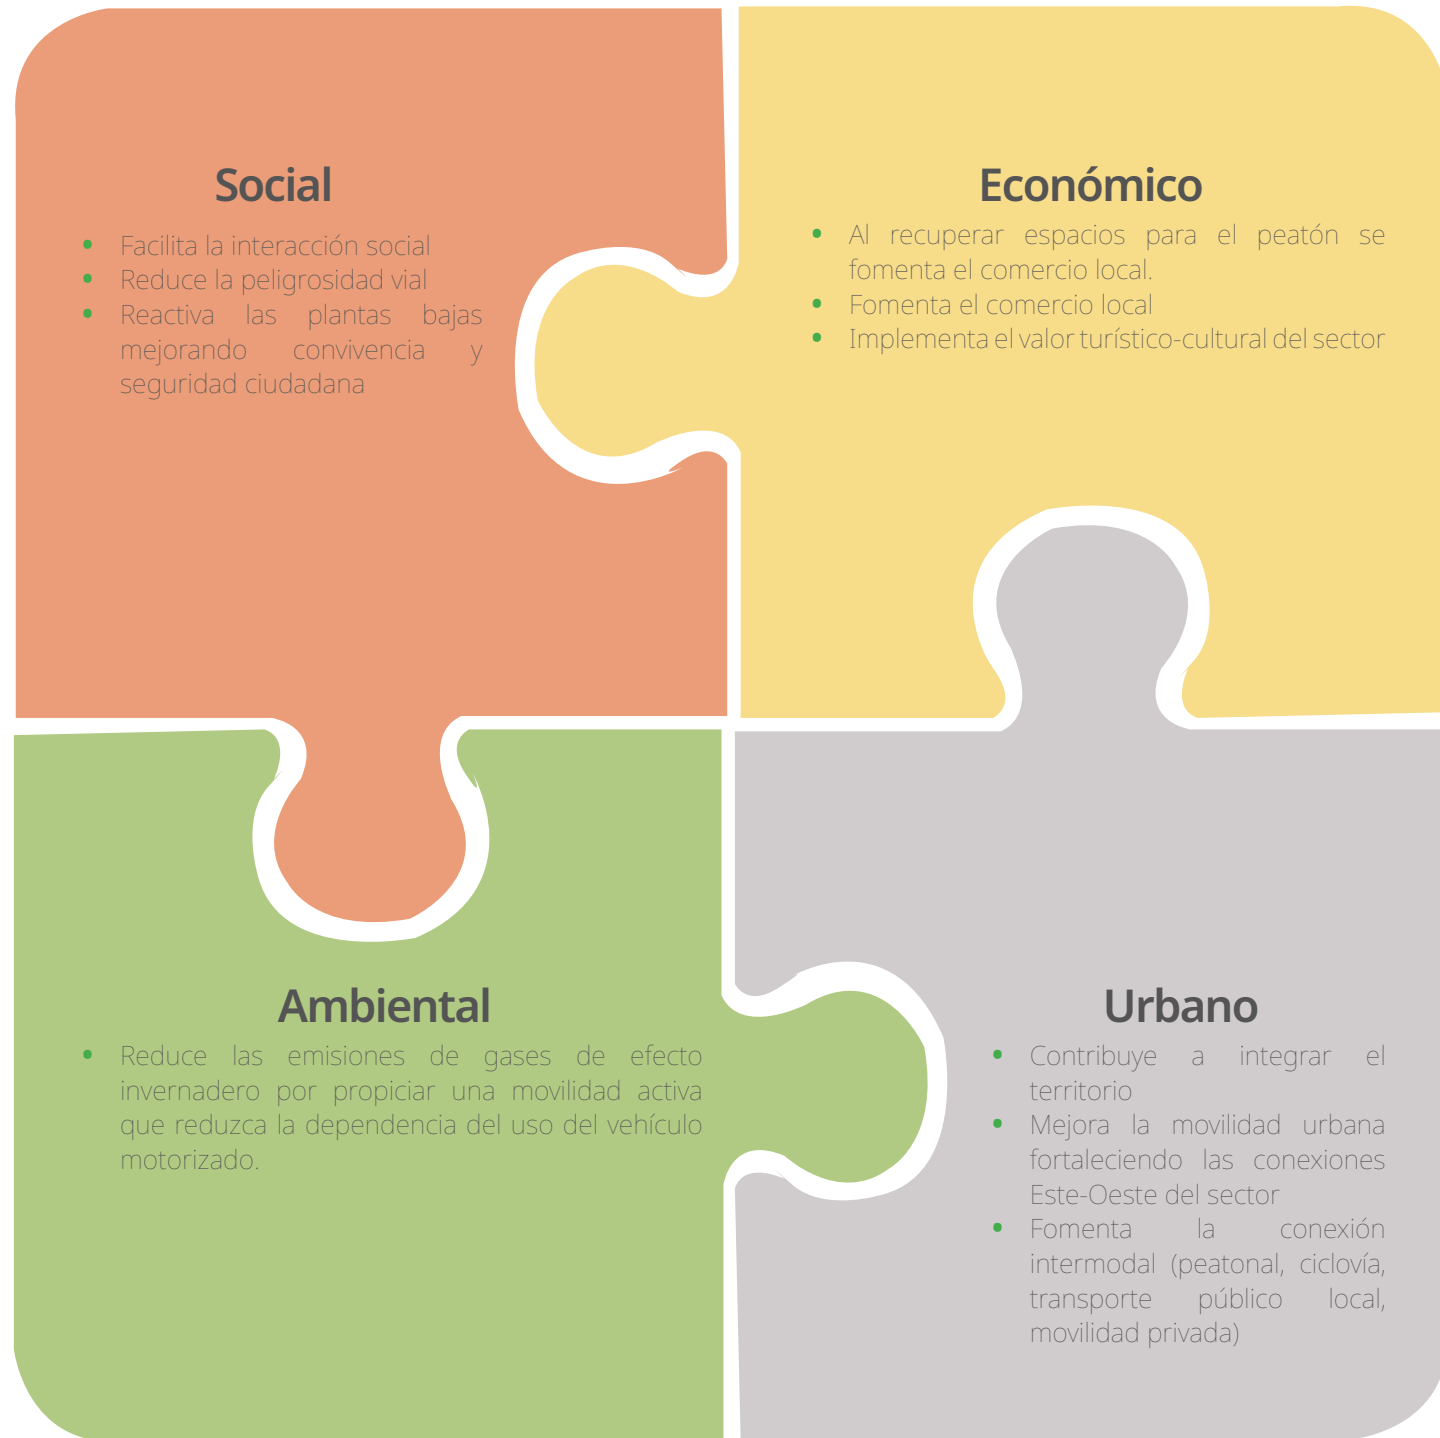 Social
• Facilita la interacción social
• Reduce la peligrosidad vial
• Reactiva las plantas bajas
mejorando convivencia y
seguridad ciudadana
Económico
• Al recuperar espacios para el peatón se
fomenta el comercio local.
• Fomenta el comercio local
• Implementa el valor turístico-cultural del sector
Ambiental
• Reduce las emisiones de gases de efecto
invernadero por propiciar una movilidad activa
que reduzca la dependencia del uso del vehículo
motorizado.
Urbano
• Contribuye a integrar el
territorio
• Mejora la movilidad urbana
fortaleciendo las conexiones
Este-Oeste del sector
• Fomenta la conexión
intermodal (peatonal, ciclovía,
transporte público local,
movilidad privada)